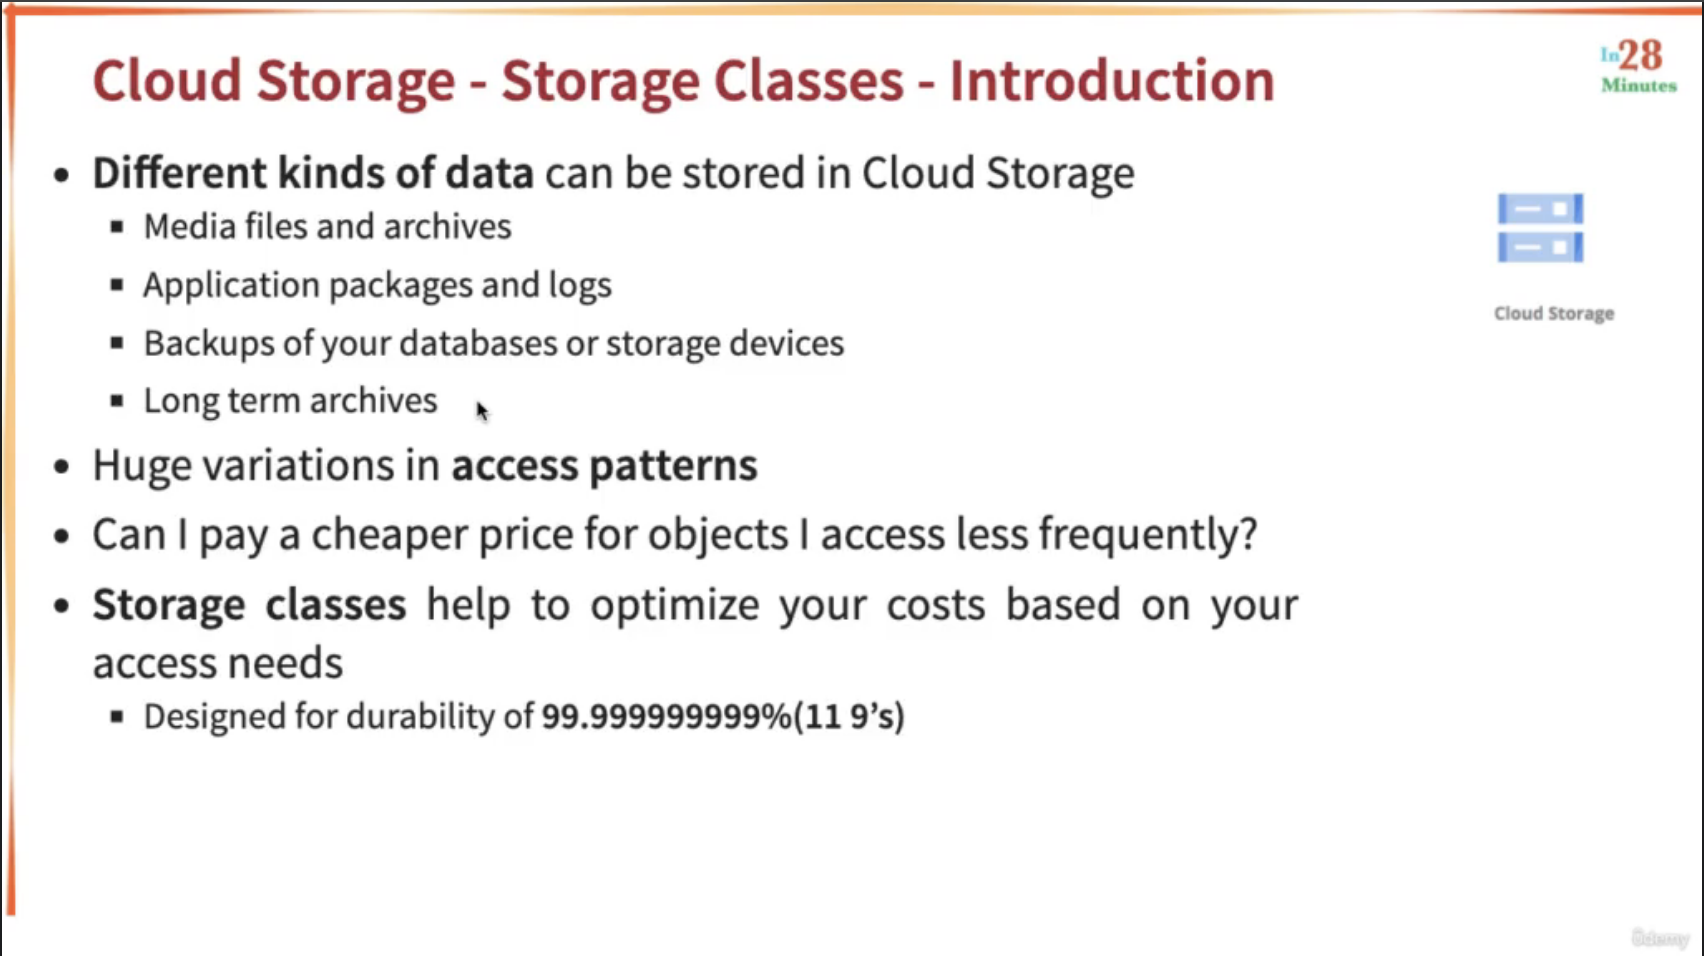 Cloud Storage - Storage Classes - Introduction
In28
Minutes
• Different kinds of data can be stored in Cloud Storage
▪ Media files and archives
▪ Application packages and logs
▪ Backups of your databases or storage devices
▪ Long term archives
Cloud Storage
• Huge variations in access patterns
• Can I pay a cheaper price for objects I access less frequently?
• Storage classes help to optimize your costs based on your
access needs
▪ Designed for durability of 99.999999999%(11 9’s)
ûdemy